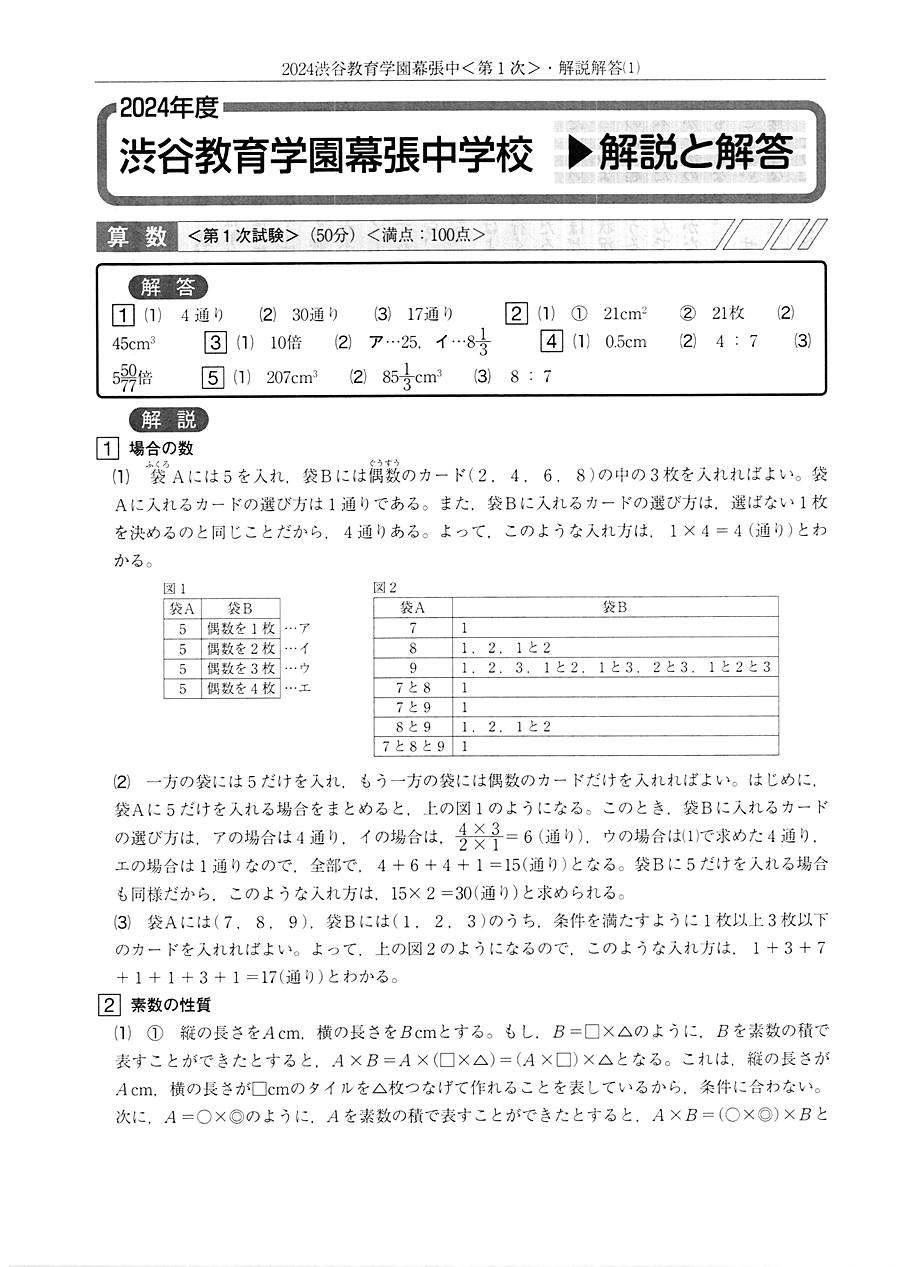 2024渋谷教育学園幕張中＜第１次＞・解説解答(1)
2024年度
渋谷教育学園幕張中学校 ▶解説と解答
算数 ＜第１次試験＞（50分）＜満点：100点＞
解答
1 (1) 4通り (2) 30通り (3) 17通り 2 (1) ① 21cm² ② 21枚 (2)
45cm³ 3 (1) 10倍 (2) ア…25，イ…8 1/3 4 (1) 0.5cm (2) 4：7 (3)
5 50/77倍 5 (1) 207cm³ (2) 85 1/3cm³ (3) 8：7
解説
1 場合の数
ふくろ ぐうすう
(1) 袋Aには５を入れ，袋Bには偶数のカード(２，４，６，８)の中の３枚を入れればよい。袋
Aに入れるカードの選び方は１通りである。また，袋Bに入れるカードの選び方は，選ばない１枚
を決めるのと同じことだから，４通りある。よって，このような入れ方は，１×４＝４(通り)とわ
かる。
図１
袋A 袋B
5 偶数を１枚 …ア
5 偶数を２枚 …イ
5 偶数を３枚 …ウ
5 偶数を４枚 …エ
図２
袋A 袋B
7 1
8 1，2，1と2
9 1，2，3，1と2，1と3，2と3，1と2と3
7と8 1
7と9 1
8と9 1，2，1と2
7と8と9 1
(2) 一方の袋には５だけを入れ，もう一方の袋には偶数のカードだけを入れればよい。はじめに，
袋Aに５だけを入れる場合をまとめると，上の図１のようになる。このとき，袋Bに入れるカード
の選び方は，アの場合は４通り，イの場合は，(4×3)/(2×1)＝６(通り)，ウの場合は(1)で求めた４通り，
エの場合は１通りなので，全部で，４＋６＋４＋１＝15(通り)となる。袋Bに５だけを入れる場合
も同様だから，このような入れ方は，15×２＝30(通り)と求められる。
(3) 袋Aには(７，８，９)，袋Bには(１，２，３)のうち，条件を満たすように１枚以上３枚以下
のカードを入れればよい。よって，上の図２のようになるので，このような入れ方は，１＋３＋７
＋１＋１＋３＋１＝17(通り)とわかる。
2 素数の性質
(1) ① 縦の長さをAcm，横の長さをBcmとする。もし，B＝□×△のように，Bを素数の積で
表すことができたとすると，A×B＝A×(□×△)＝(A×□)×△となる。これは，縦の長さが
Acm，横の長さが□cmのタイルを△枚つなげて作れることを表しているから，条件に合わない。
次に，A＝○×◎のように，Aを素数の積で表すことができたとすると，A×B＝(○×◎)×Bと